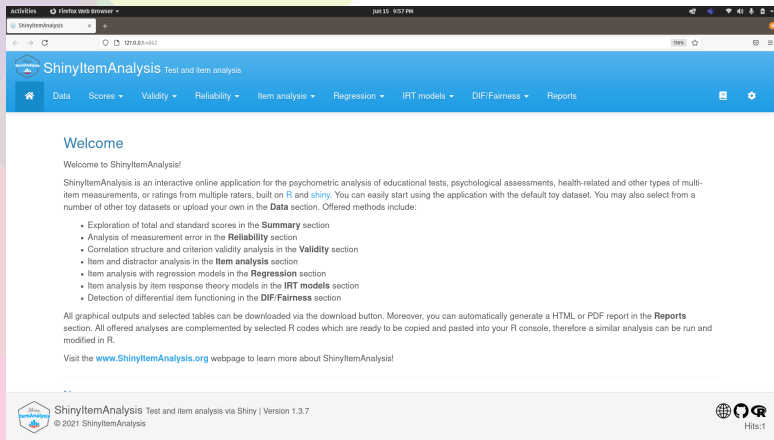 Activities
Firefox Web Browser
Jun 15 9:57 PM
ShinyItemAnalysis
127.0.0.1:4862
150%
ShinyItemAnalysis Test and item analysis
Data Scores Validity Reliability Item analysis Regression IRT models DIF/Fairness Reports
Welcome
Welcome to ShinyItemAnalysis!
ShinyItemAnalysis is an interactive online application for the psychometric analysis of educational tests, psychological assessments, health-related and other types of multi-
item measurements, or ratings from multiple raters, built on R and shiny. You can easily start using the application with the default toy dataset. You may also select from a
number of other toy datasets or upload your own in the Data section. Offered methods include:
• Exploration of total and standard scores in the Summary section
• Analysis of measurement error in the Reliability section
• Correlation structure and criterion validity analysis in the Validity section
• Item and distractor analysis in the Item analysis section
• Item analysis with regression models in the Regression section
• Item analysis by item response theory models in the IRT models section
• Detection of differential item functioning in the DIF/Fairness section
All graphical outputs and selected tables can be downloaded via the download button. Moreover, you can automatically generate a HTML or PDF report in the Reports
section. All offered analyses are complemented by selected R codes which are ready to be copied and pasted into your R console, therefore a similar analysis can be run and
modified in R.
Visit the www.ShinyItemAnalysis.org webpage to learn more about ShinyItemAnalysis!
Shiny
ItemAnalysis
ShinyItemAnalysis Test and item analysis via Shiny | Version 1.3.7
© 2021 ShinyItemAnalysis
Hits:1